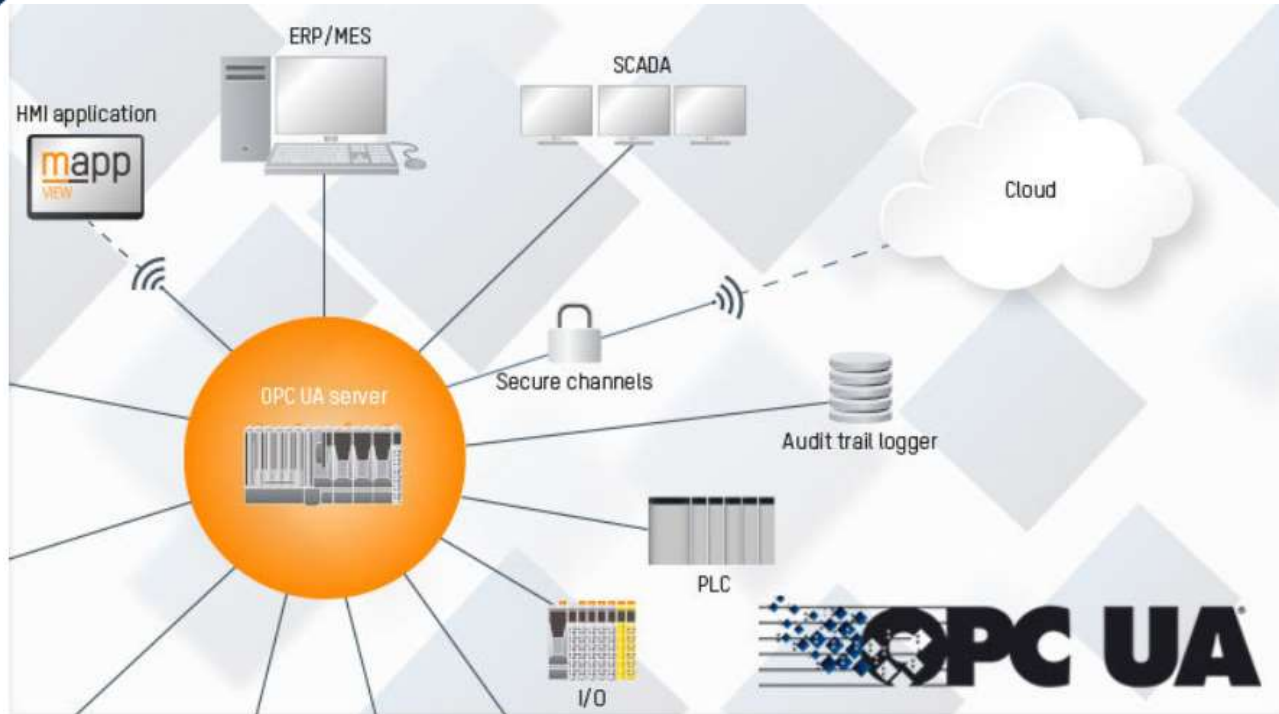 ERP/MES
SCADA
HMI application
mapp
VIEW
Cloud
Secure channels
OPC UA server
Audit trail logger
PLC
I/O
OPC UA